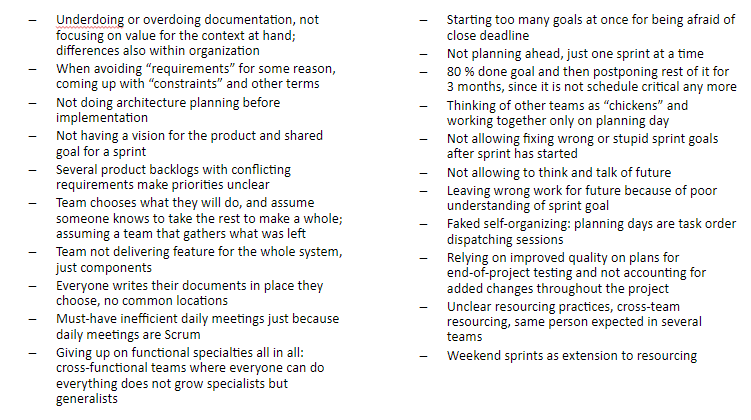 – Underdoing or overdoing documentation, not
focusing on value for the context at hand;
differences also within organization
– When avoiding “requirements” for some reason,
coming up with “constraints” and other terms
– Not doing architecture planning before
implementation
– Not having a vision for the product and shared
goal for a sprint
– Several product backlogs with conflicting
requirements make priorities unclear
– Team chooses what they will do, and assume
someone knows to take the rest to make a whole;
assuming a team that gathers what was left
– Team not delivering feature for the whole system,
just components
– Everyone writes their documents in place they
choose, no common locations
– Must-have inefficient daily meetings just because
daily meetings are Scrum
– Giving up on functional specialties all in all:
cross-functional teams where everyone can do
everything does not grow specialists but
generalists
– Starting too many goals at once for being afraid of
close deadline
– Not planning ahead, just one sprint at a time
– 80 % done goal and then postponing rest of it for
3 months, since it is not schedule critical any more
– Thinking of other teams as “chickens” and
working together only on planning day
– Not allowing fixing wrong or stupid sprint goals
after sprint has started
– Not allowing to think and talk of future
– Leaving wrong work for future because of poor
understanding of sprint goal
– Faked self-organizing: planning days are task order
dispatching sessions
– Relying on improved quality on plans for
end-of-project testing and not accounting for
added changes throughout the project
– Unclear resourcing practices, cross-team
resourcing, same person expected in several
teams
– Weekend sprints as extension to resourcing